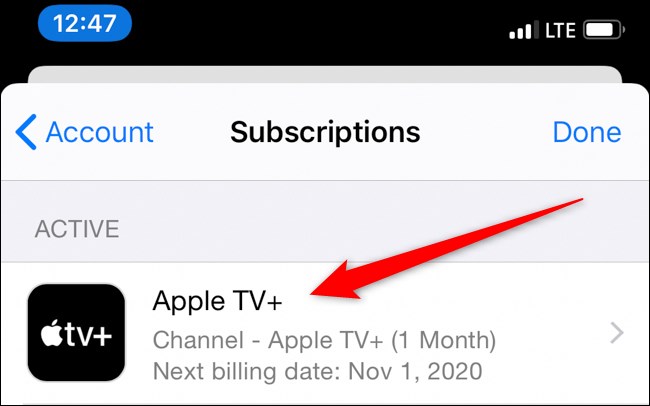 12:47 LTE
Account Subscriptions Done
ACTIVE
tv+
Apple TV+
Channel - Apple TV+ (1 Month)
Next billing date: Nov 1, 2020